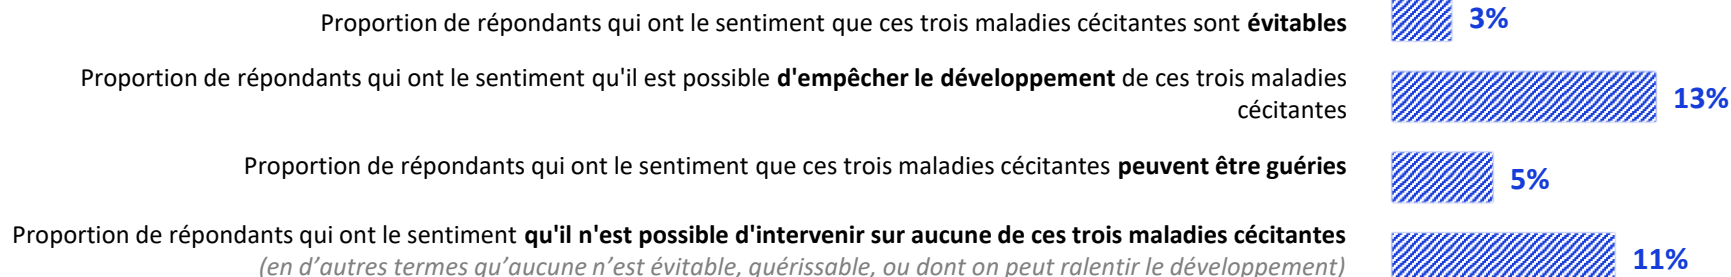 Proportion de répondants qui ont le sentiment que ces trois maladies cécitantes sont évitables
3%
Proportion de répondants qui ont le sentiment qu'il est possible d'empêcher le développement de ces trois maladies
cécitantes
13%
Proportion de répondants qui ont le sentiment que ces trois maladies cécitantes peuvent être guéries
5%
Proportion de répondants qui ont le sentiment qu'il n'est possible d'intervenir sur aucune de ces trois maladies cécitantes
(en d’autres termes qu’aucune n’est évitable, guérissable, ou dont on peut ralentir le développement)
11%